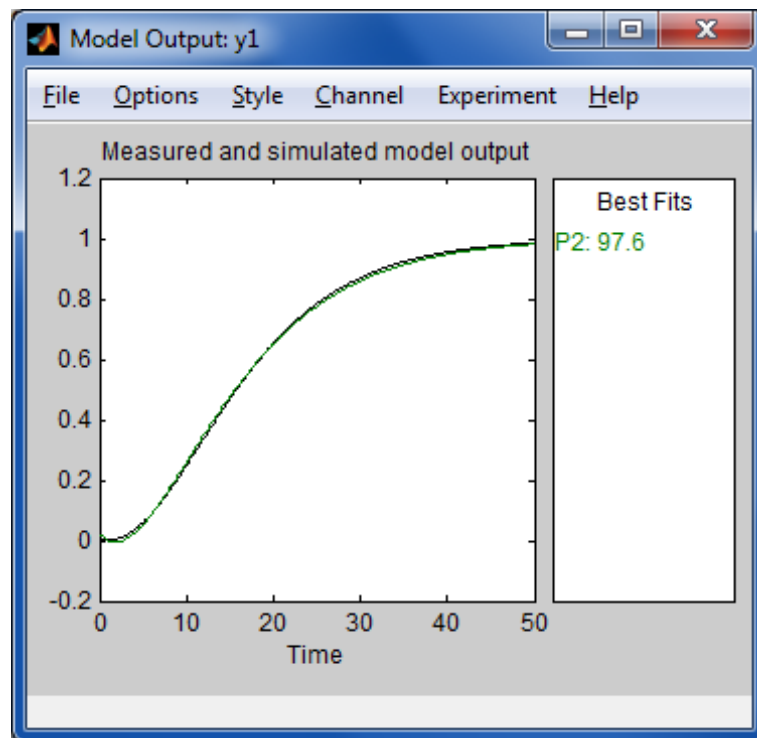 Model Output: y1
File Options Style Channel Experiment Help
Measured and simulated model output
1.2
1
0.8
0.6
0.4
0.2
0
-0.2
0 10 20 30 40 50
Time
Best Fits
P2: 97.6